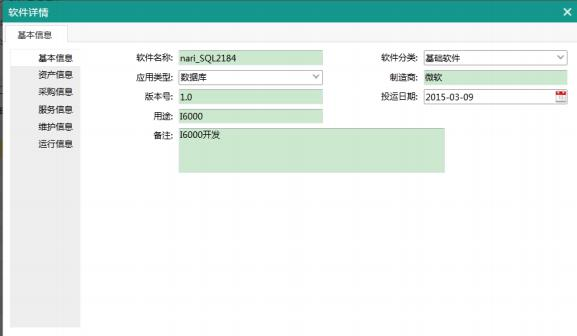 软件详情
基本信息
基本信息
资产信息
采购信息
服务信息
维护信息
运行信息
软件名称: nari_SQL2184 软件分类: 基础软件
应用类型: 数据库 制造商: 微软
版本号: 1.0 投运日期: 2015-03-09
用途: I6000
备注: I6000开发